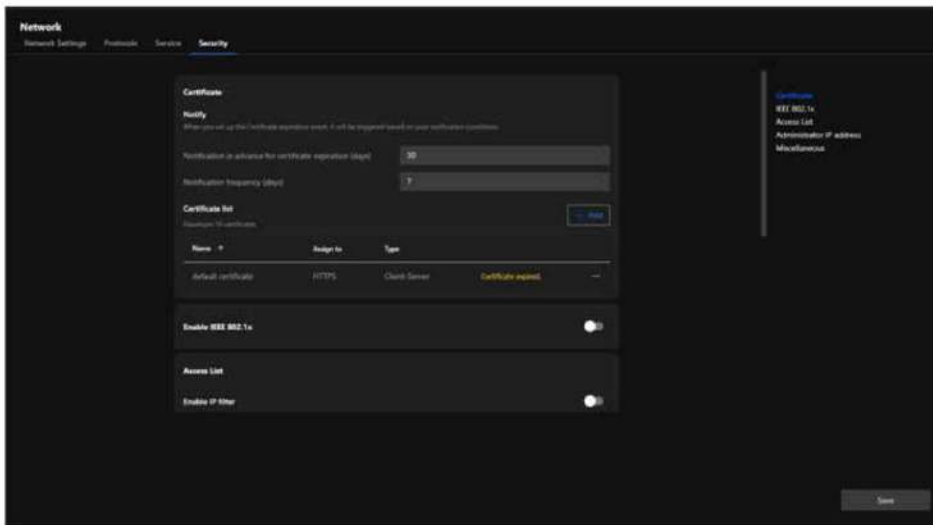 Network
Network Settings Protocols Service Security
Certificate
Notify
When you set up the Certificate expiration event, it will be triggered based on your notification conditions.
Notification in advance for certificate expiration (days) 30
Notification frequency (days) 7
Certificate list
Maximum 10 certificates
+ Add
Name ↑ Assign to Type
default certificate HTTPS Client-Server Certificate expired. ···
Enable IEEE 802.1x
Access List
Enable IP filter
Certificate
IEEE 802.1x
Access List
Administrator IP address
Miscellaneous
Save